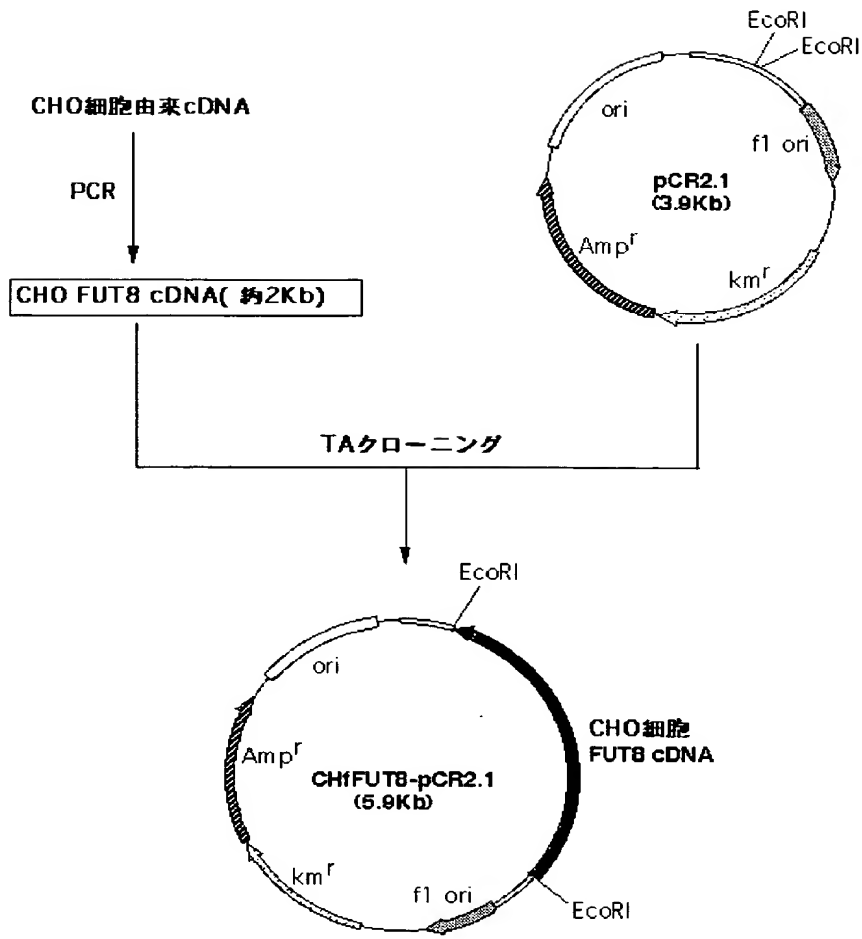 EcoRI
EcoRI
CHO細胞由来cDNA
ori
f1 ori
PCR
pCR2.1
(3.9Kb)
Amp^r
km^r
CHO FUT8 cDNA( 約2Kb)
TAクローニング
EcoRI
ori
CHO細胞
FUT8 cDNA
Amp^r
CHfFUT8-pCR2.1
(5.9Kb)
km^r
f1 ori
EcoRI